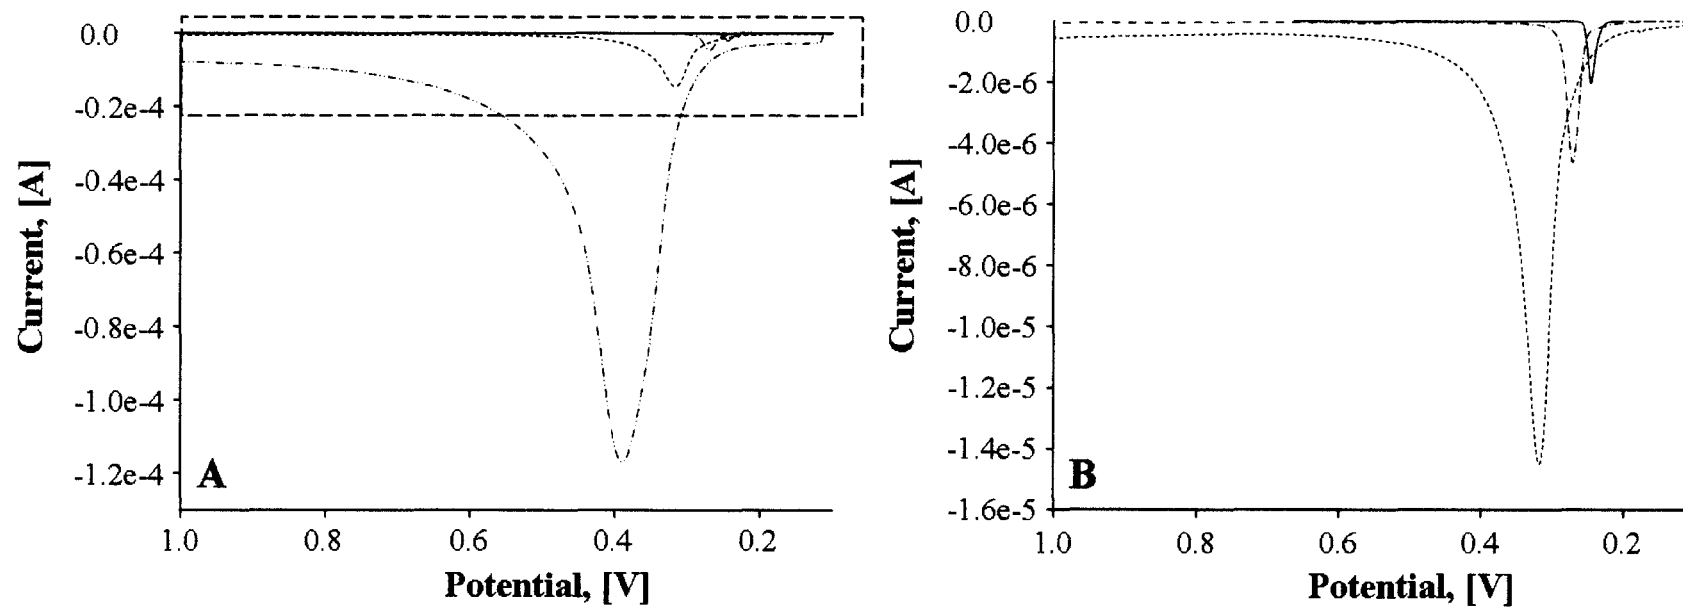 0.0
-0.2e-4
-0.4e-4
-0.6e-4
-0.8e-4
-1.0e-4
-1.2e-4
Current, [A]
A
1.0 0.8 0.6 0.4 0.2
Potential, [V]
0.0
-2.0e-6
-4.0e-6
-6.0e-6
-8.0e-6
-1.0e-5
-1.2e-5
-1.4e-5
-1.6e-5
Current, [A]
B
1.0 0.8 0.6 0.4 0.2
Potential, [V]